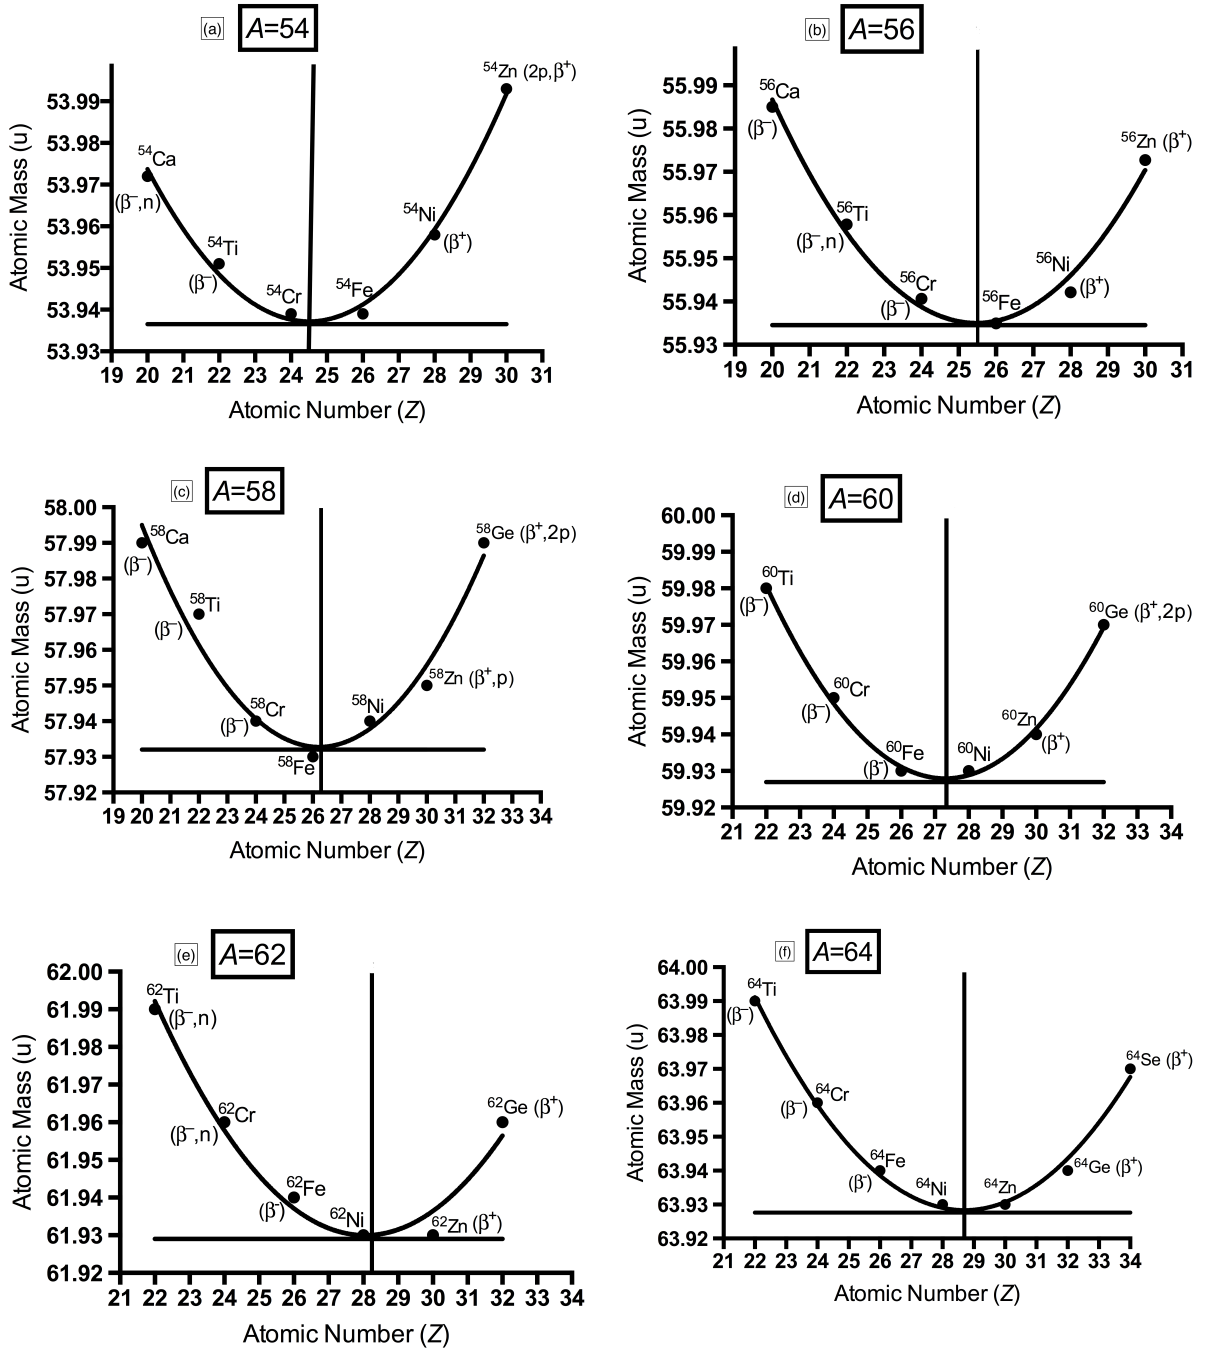 (a) A=54
Atomic Mass (u)
53.99
53.98
53.97
53.96
53.95
53.94
53.93
⁵⁴Ca
(β⁻,n)
⁵⁴Ti
(β⁻)
⁵⁴Cr
⁵⁴Fe
⁵⁴Ni
(β⁺)
⁵⁴Zn (2p,β⁺)
19 20 21 22 23 24 25 26 27 28 29 30 31
Atomic Number (Z)
(b) A=56
Atomic Mass (u)
55.99
55.98
55.97
55.96
55.95
55.94
55.93
⁵⁶Ca
(β⁻)
⁵⁶Ti
(β⁻,n)
⁵⁶Cr
(β⁻)
⁵⁶Fe
⁵⁶Ni
(β⁺)
⁵⁶Zn (β⁺)
19 20 21 22 23 24 25 26 27 28 29 30 31
Atomic Number (Z)
(c) A=58
Atomic Mass (u)
58.00
57.99
57.98
57.97
57.96
57.95
57.94
57.93
57.92
⁵⁸Ca
(β⁻)
⁵⁸Ti
(β⁻)
⁵⁸Cr
(β⁻)
⁵⁸Fe
⁵⁸Ni
⁵⁸Zn (β⁺,p)
⁵⁸Ge (β⁺,2p)
19 20 21 22 23 24 25 26 27 28 29 30 31 32 33 34
Atomic Number (Z)
(d) A=60
Atomic Mass (u)
60.00
59.99
59.98
59.97
59.96
59.95
59.94
59.93
59.92
⁶⁰Ti
(β⁻)
⁶⁰Cr
(β⁻)
⁶⁰Fe
(β⁻)
⁶⁰Ni
⁶⁰Zn
(β⁺)
⁶⁰Ge (β⁺,2p)
21 22 23 24 25 26 27 28 29 30 31 32 33 34
Atomic Number (Z)
(e) A=62
Atomic Mass (u)
62.00
61.99
61.98
61.97
61.96
61.95
61.94
61.93
61.92
⁶²Ti
(β⁻,n)
⁶²Cr
(β⁻,n)
⁶²Fe
(β⁻)
⁶²Ni
⁶²Zn (β⁺)
⁶²Ge (β⁺)
21 22 23 24 25 26 27 28 29 30 31 32 33 34
Atomic Number (Z)
(f) A=64
Atomic Mass (u)
64.00
63.99
63.98
63.97
63.96
63.95
63.94
63.93
63.92
⁶⁴Ti
(β⁻)
⁶⁴Cr
(β⁻)
⁶⁴Fe
(β⁻)
⁶⁴Ni
⁶⁴Zn
⁶⁴Ge (β⁺)
⁶⁴Se (β⁺)
21 22 23 24 25 26 27 28 29 30 31 32 33 34
Atomic Number (Z)